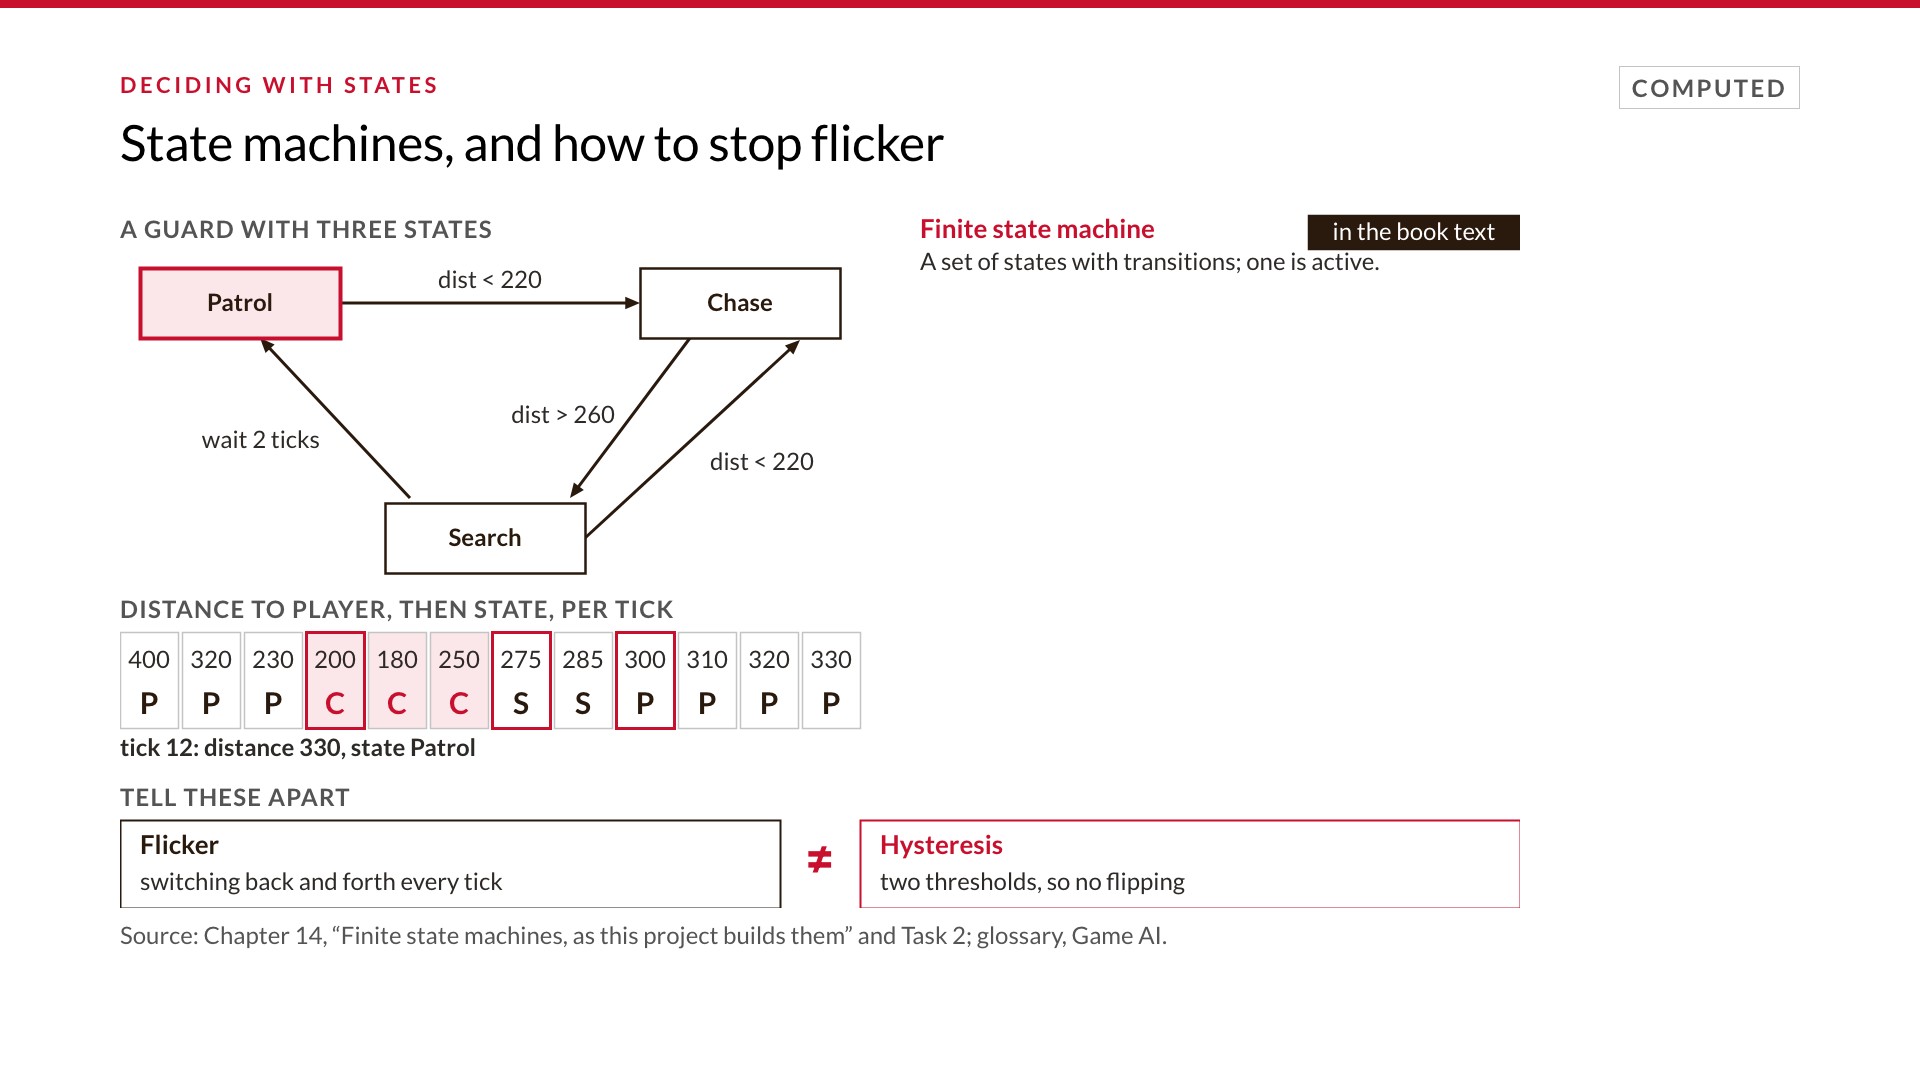 DECIDING WITH STATES
COMPUTED
State machines, and how to stop flicker
A GUARD WITH THREE STATES
Patrol
dist < 220
Chase
dist > 260
wait 2 ticks
dist < 220
Search
Finite state machine
in the book text
A set of states with transitions; one is active.
DISTANCE TO PLAYER, THEN STATE, PER TICK
400 320 230 200 180 250 275 285 300 310 320 330
P P P C C C S S P P P P
tick 12: distance 330, state Patrol
TELL THESE APART
Flicker
switching back and forth every tick
≠
Hysteresis
two thresholds, so no flipping
Source: Chapter 14, “Finite state machines, as this project builds them” and Task 2; glossary, Game AI.